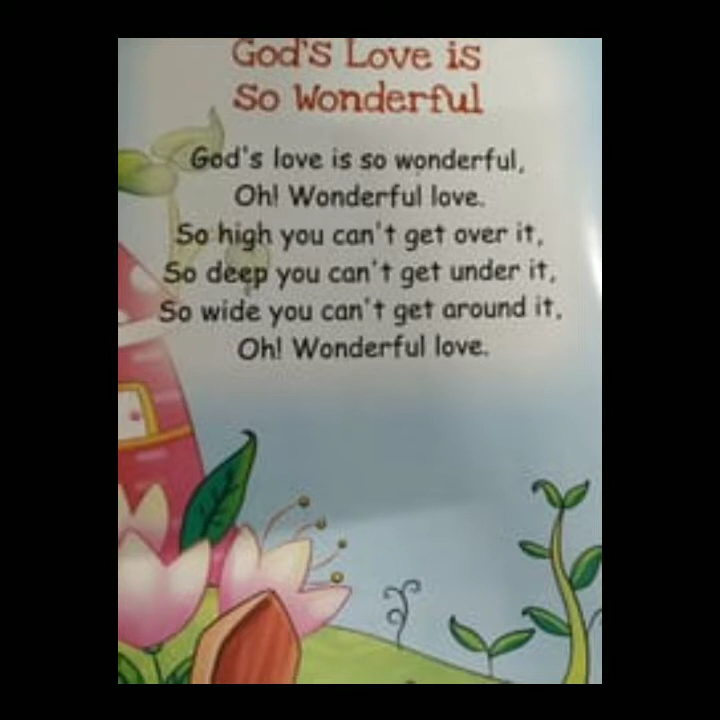 God's Love is
So Wonderful
God's love is so wonderful,
Oh! Wonderful love.
So high you can't get over it,
So deep you can't get under it,
So wide you can't get around it,
Oh! Wonderful love.